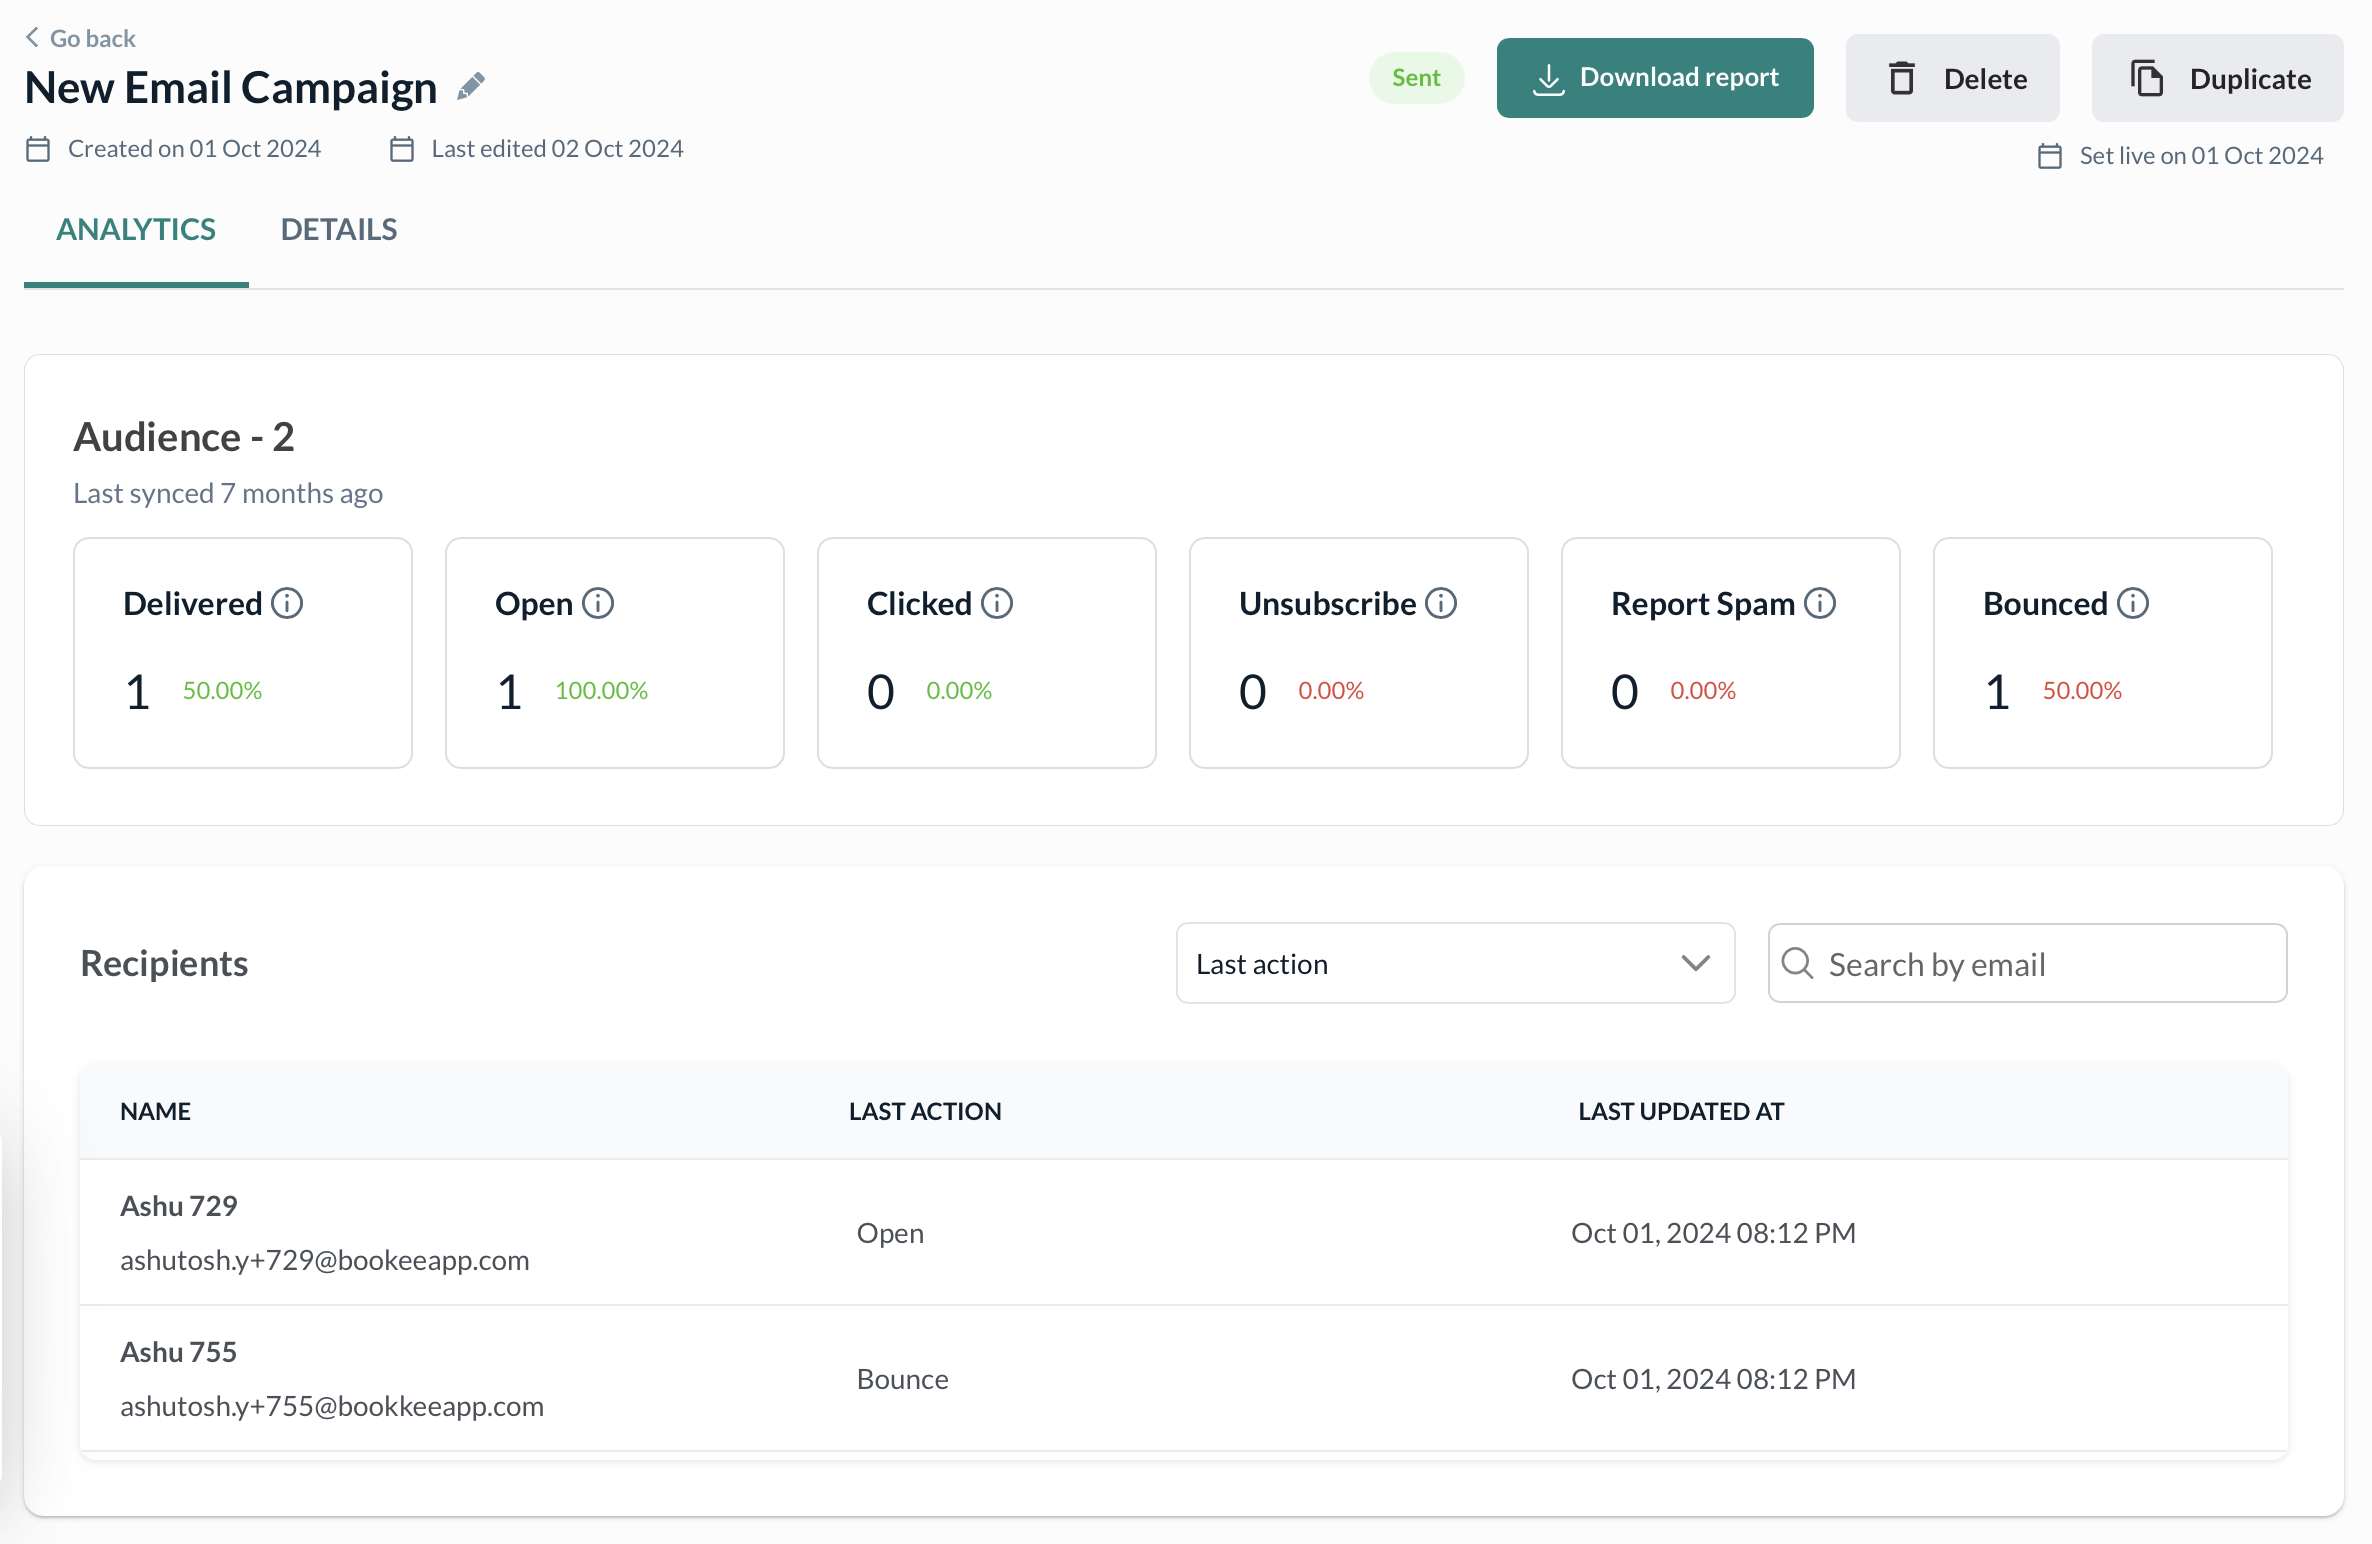 Go back
New Email Campaign
Sent
Download report
Delete
Duplicate
Created on 01 Oct 2024
Last edited 02 Oct 2024
Set live on 01 Oct 2024
ANALYTICS
DETAILS
Audience - 2
Last synced 7 months ago
Delivered
1 50.00%
Open
1 100.00%
Clicked
0 0.00%
Unsubscribe
0 0.00%
Report Spam
0 0.00%
Bounced
1 50.00%
Recipients
Last action
Search by email
NAME
LAST ACTION
LAST UPDATED AT
Ashu 729
ashutosh.y+729@bookeeapp.com
Open
Oct 01, 2024 08:12 PM
Ashu 755
ashutosh.y+755@bookkeeapp.com
Bounce
Oct 01, 2024 08:12 PM